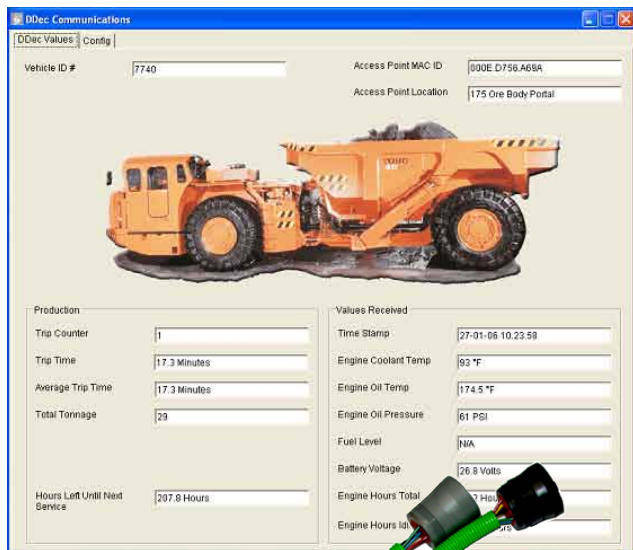 DDec Communications
DDec Values Config
Vehicle ID # 7740
Access Point MAC ID 000E.D756.A69A
Access Point Location 175 Ore Body Portal
TORO
Production
Trip Counter 1
Trip Time 17.3 Minutes
Average Trip Time 17.3 Minutes
Total Tonnage 29
Hours Left Until Next Service 207.8 Hours
Values Received
Time Stamp 27-01-06 10.23.58
Engine Coolant Temp 93 °F
Engine Oil Temp 174.5 °F
Engine Oil Pressure 61 PSI
Fuel Level N/A
Battery Voltage 26.8 Volts
Engine Hours Total
Engine Hours